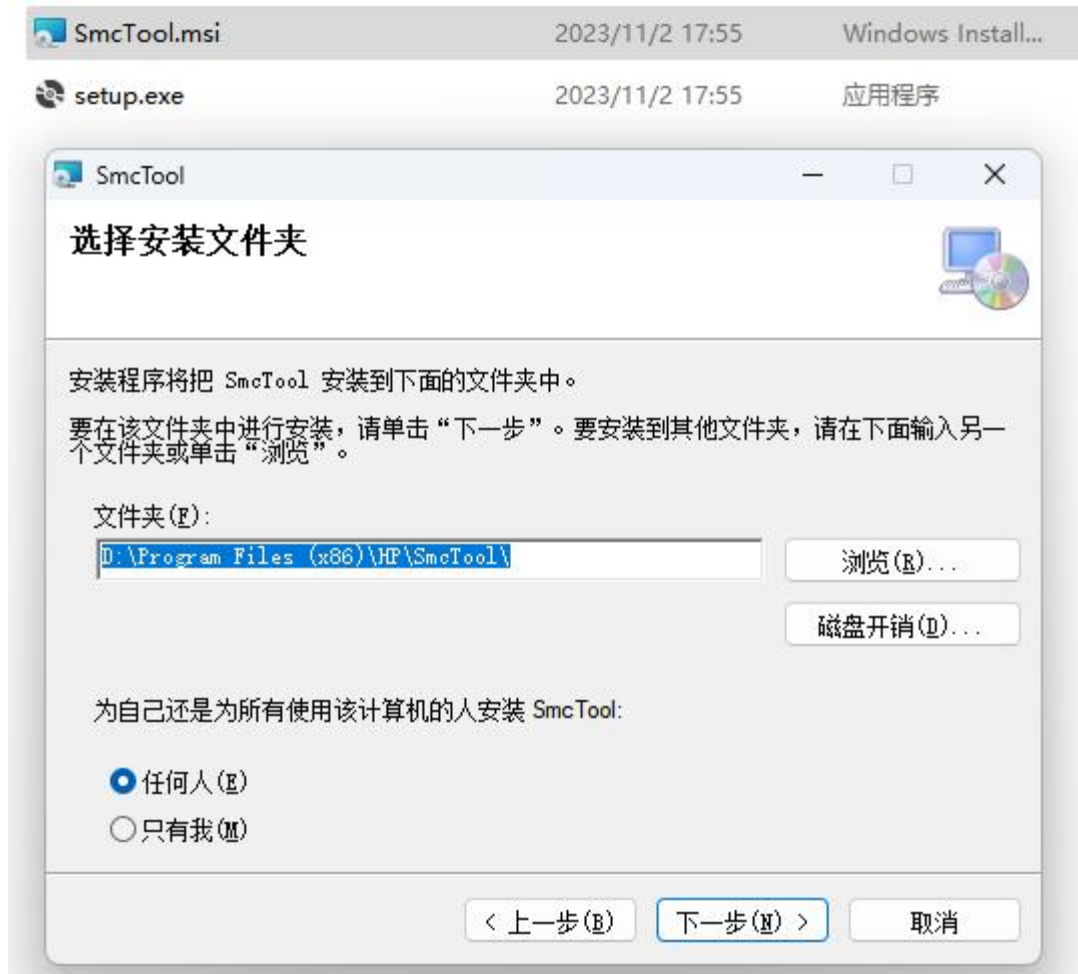 SmcTool.msi 2023/11/2 17:55 Windows Install...
setup.exe 2023/11/2 17:55 应用程序
SmcTool
选择安装文件夹
安装程序将把 SmcTool 安装到下面的文件夹中。
要在该文件夹中进行安装，请单击“下一步”。要安装到其他文件夹，请在下面输入另一
个文件夹或单击“浏览”。
文件夹(F):
D:\Program Files (x86)\HP\SmcTool\
浏览(R)...
磁盘开销(D)...
为自己还是为所有使用该计算机的人安装 SmcTool:
任何人(E)
只有我(M)
< 上一步(B) 下一步(N) > 取消